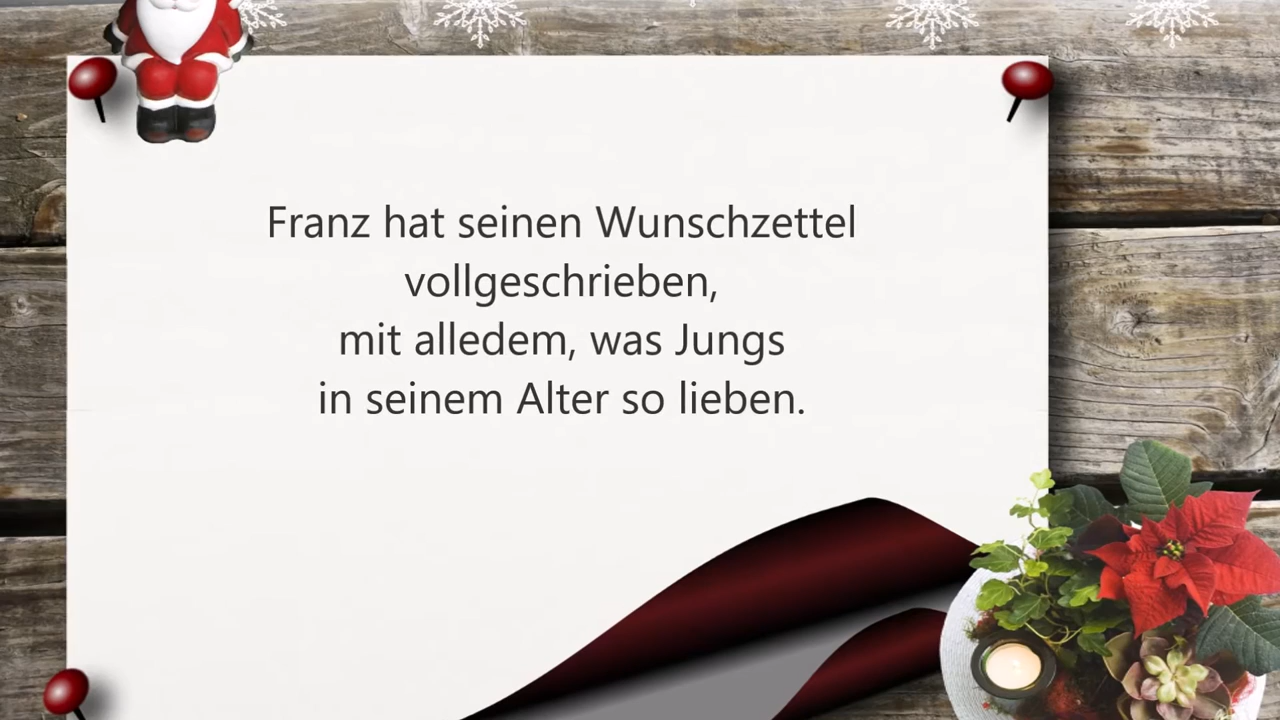 Franz hat seinen Wunschzettel
vollgeschrieben,
mit alledem, was Jungs
in seinem Alter so lieben.